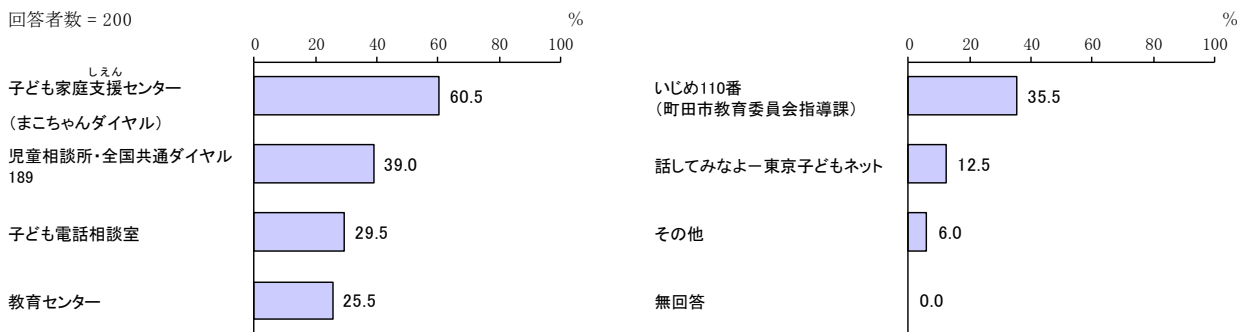 回答者数 = 200
%
0 20 40 60 80 100
しえん
子ども家庭支援センター
(まこちゃんダイヤル)
60.5
児童相談所・全国共通ダイヤル
189
39.0
子ども電話相談室
29.5
教育センター
25.5
%
0 20 40 60 80 100
いじめ110番
(町田市教育委員会指導課)
35.5
話してみなよー東京子どもネット
12.5
その他
6.0
無回答
0.0